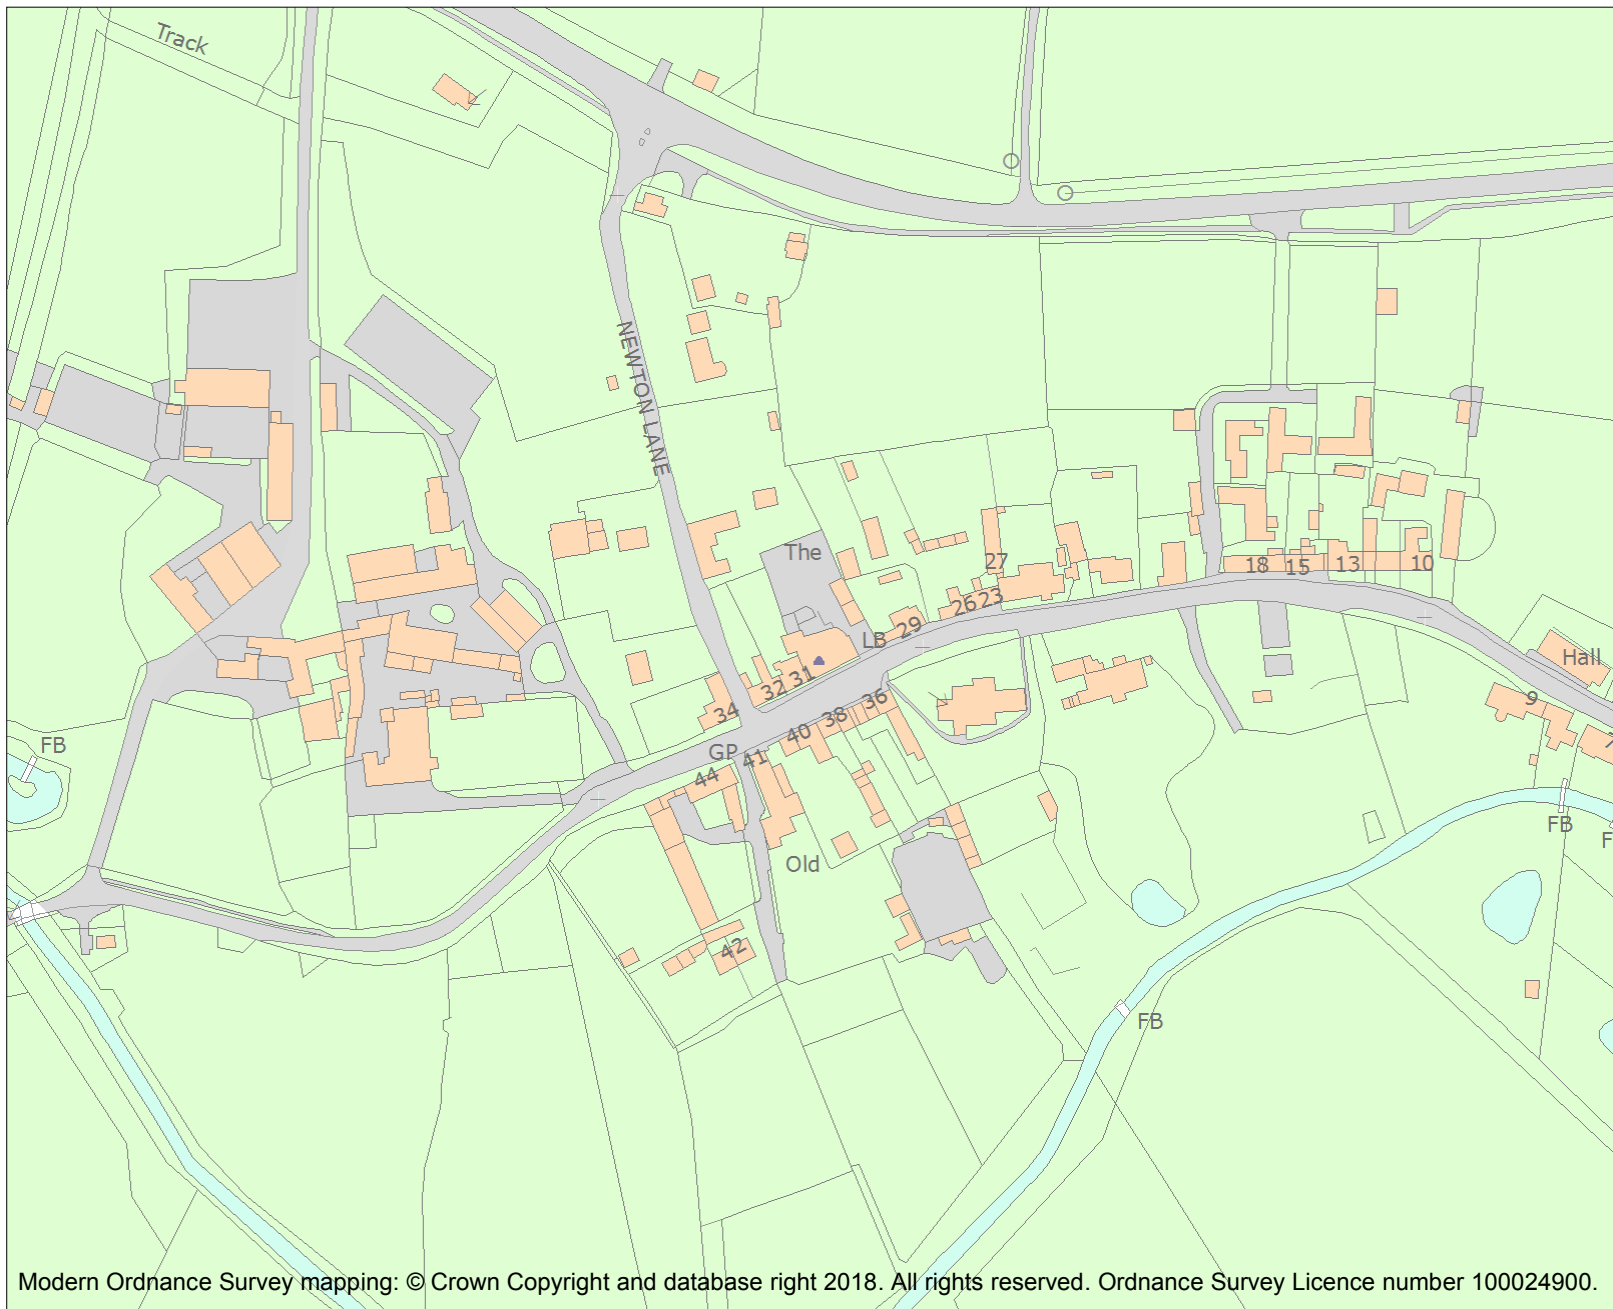 Track
NEWTON LANE
The
27
18
15
13
10
26
23
29
LB
Hall
31
32
34
36
38
40
9
GP
41
44
7
FB
FB
F
Old
42
FB
Modern Ordnance Survey mapping: © Crown Copyright and database right 2018. All rights reserved. Ordnance Survey Licence number 100024900.